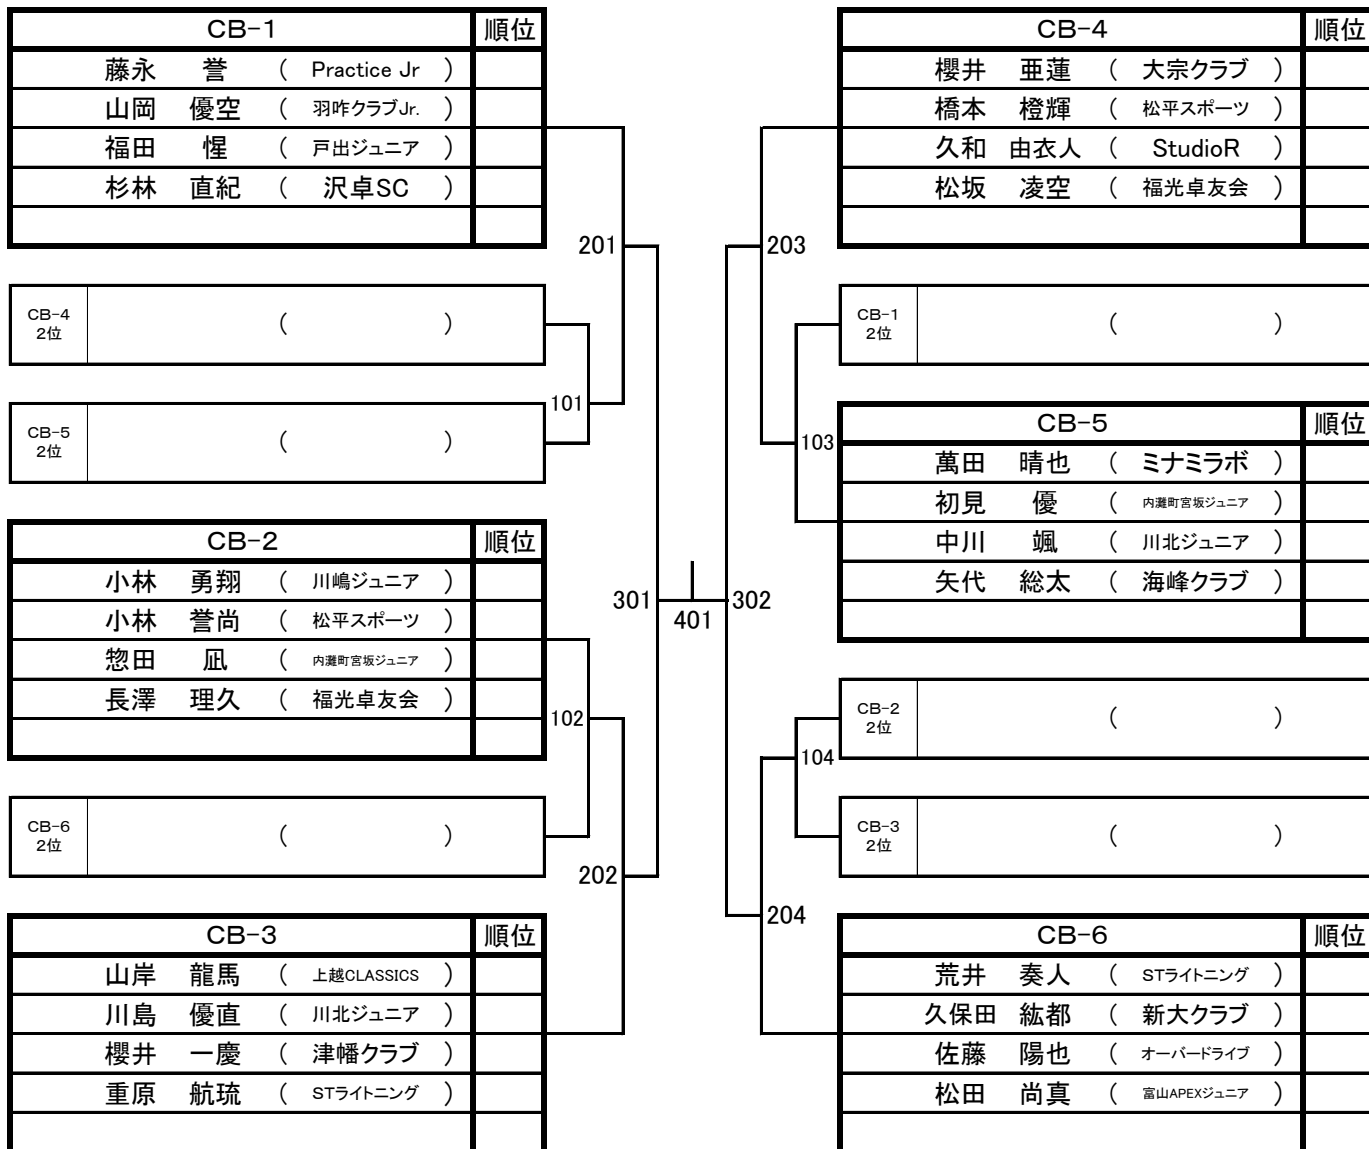 CB-1 順位
藤永 誉 ( Practice Jr )
山岡 優空 ( 羽咋クラブJr. )
福田 惺 ( 戸出ジュニア )
杉林 直紀 ( 沢卓SC )
201
CB-4 2位 ( )
101
CB-5 2位 ( )
CB-2 順位
小林 勇翔 ( 川嶋ジュニア )
小林 誉尚 ( 松平スポーツ )
惣田 凪 ( 内灘町宮坂ジュニア )
長澤 理久 ( 福光卓友会 )
102
CB-6 2位 ( )
202
CB-3 順位
山岸 龍馬 ( 上越CLASSICS )
川島 優直 ( 川北ジュニア )
櫻井 一慶 ( 津幡クラブ )
重原 航琉 ( STライトニング )
301
401
302
CB-4 順位
櫻井 亜蓮 ( 大宗クラブ )
橋本 橙輝 ( 松平スポーツ )
久和 由衣人 ( StudioR )
松坂 凌空 ( 福光卓友会 )
203
CB-1 2位 ( )
103
CB-5 順位
萬田 晴也 ( ミナミラボ )
初見 優 ( 内灘町宮坂ジュニア )
中川 颯 ( 川北ジュニア )
矢代 総太 ( 海峰クラブ )
CB-2 2位 ( )
104
CB-3 2位 ( )
204
CB-6 順位
荒井 奏人 ( STライトニング )
久保田 紘都 ( 新大クラブ )
佐藤 陽也 ( オーバードライブ )
松田 尚真 ( 富山APEXジュニア )